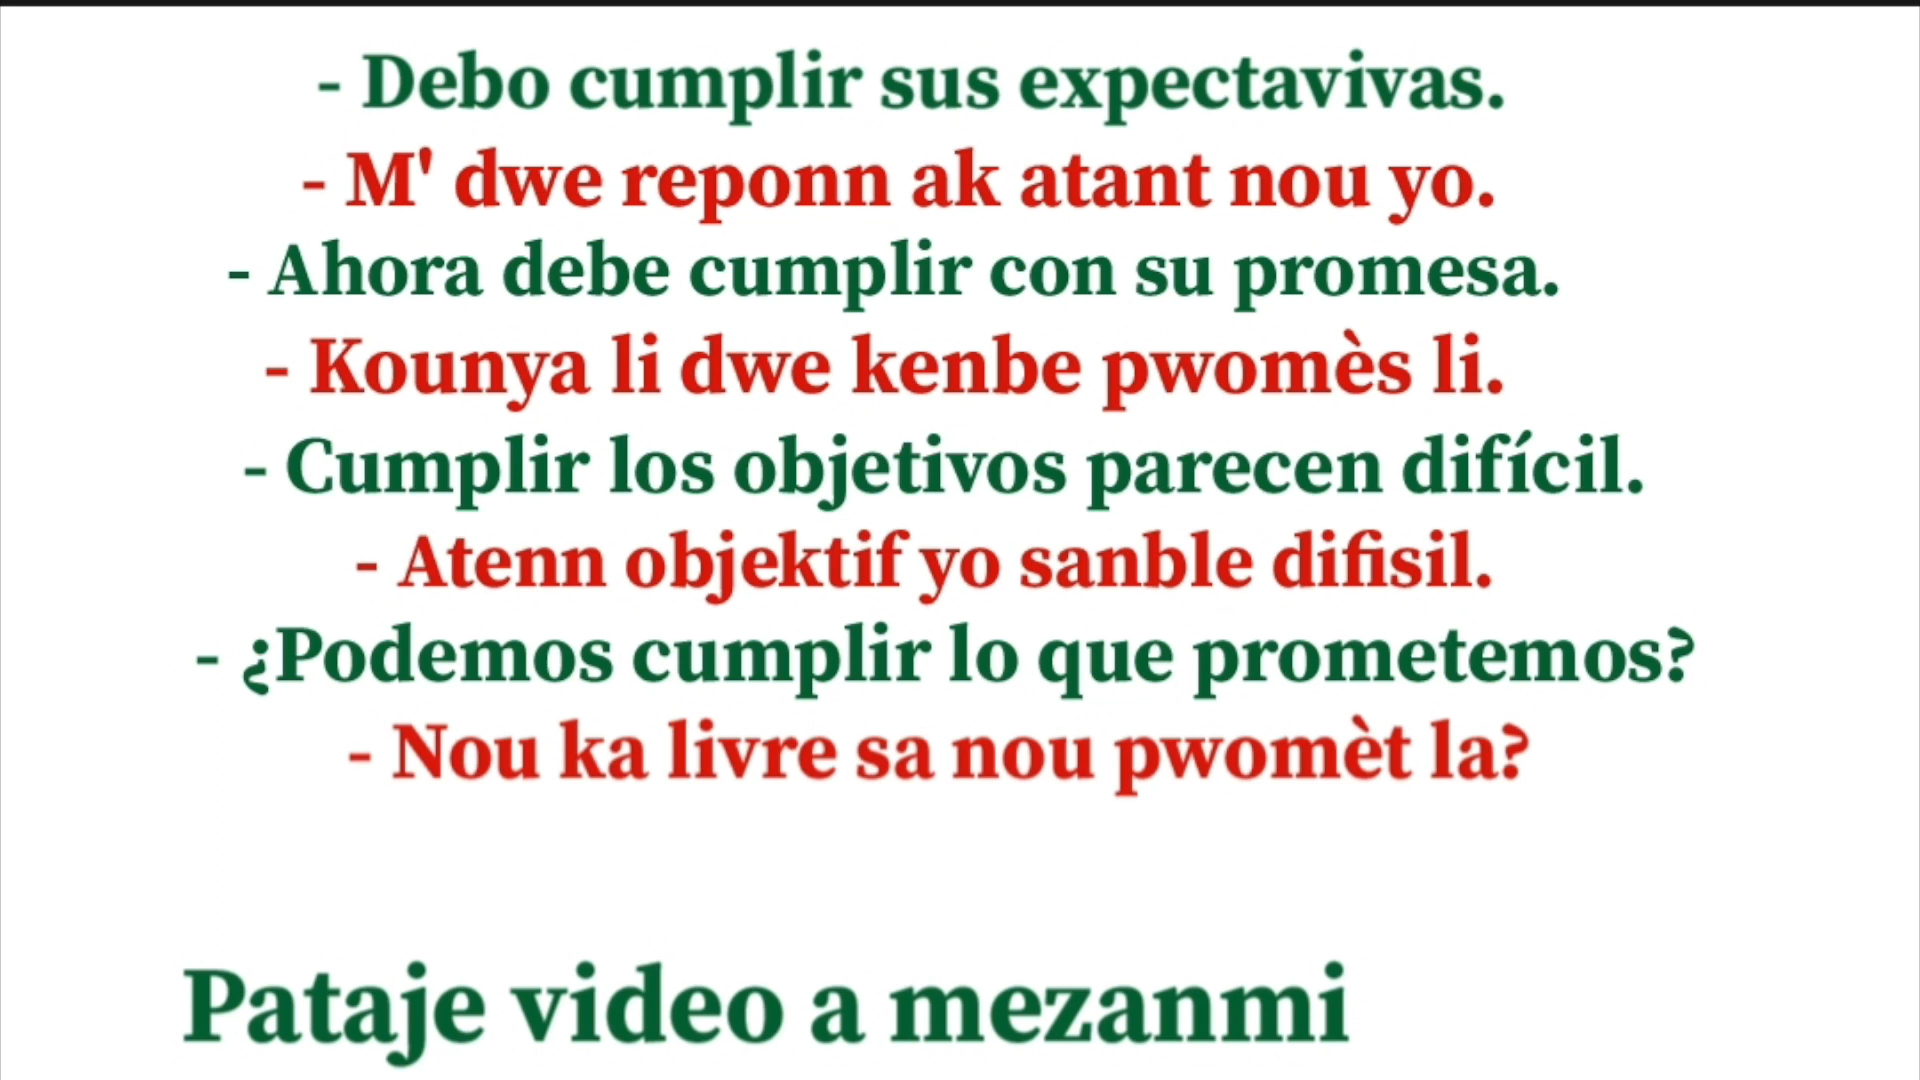 - Debo cumplir sus expectavivas.
- M' dwe reponn ak atant nou yo.
- Ahora debe cumplir con su promesa.
- Kounya li dwe kenbe pwomès li.
- Cumplir los objetivos parecen difícil.
- Atenn objektif yo sanble difisil.
- ¿Podemos cumplir lo que prometemos?
- Nou ka livre sa nou pwomèt la?
Pataje video a mezanmi